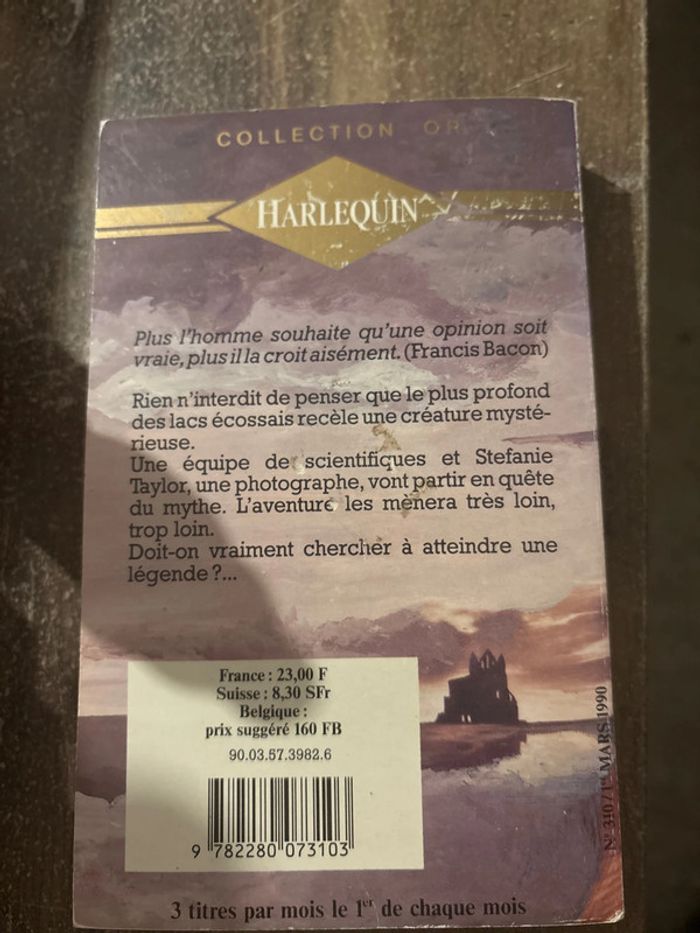 COLLECTION OR
HARLEQUIN
Plus l'homme souhaite qu'une opinion soit
vraie, plus il la croit aisément. (Francis Bacon)
Rien n'interdit de penser que le plus profond
des lacs écossais recèle une créature mysté-
rieuse.
Une équipe de scientifiques et Stefanie
Taylor, une photographe, vont partir en quête
du mythe. L'aventure les mènera très loin,
trop loin.
Doit-on vraiment chercher à atteindre une
légende ?...
France : 23,00 F
Suisse : 8,30 SFr
Belgique :
prix suggéré 160 FB
90.03.57.3982.6
9 782280 073103
N° 310 / 1er MARS 1990
3 titres par mois le 1er de chaque mois